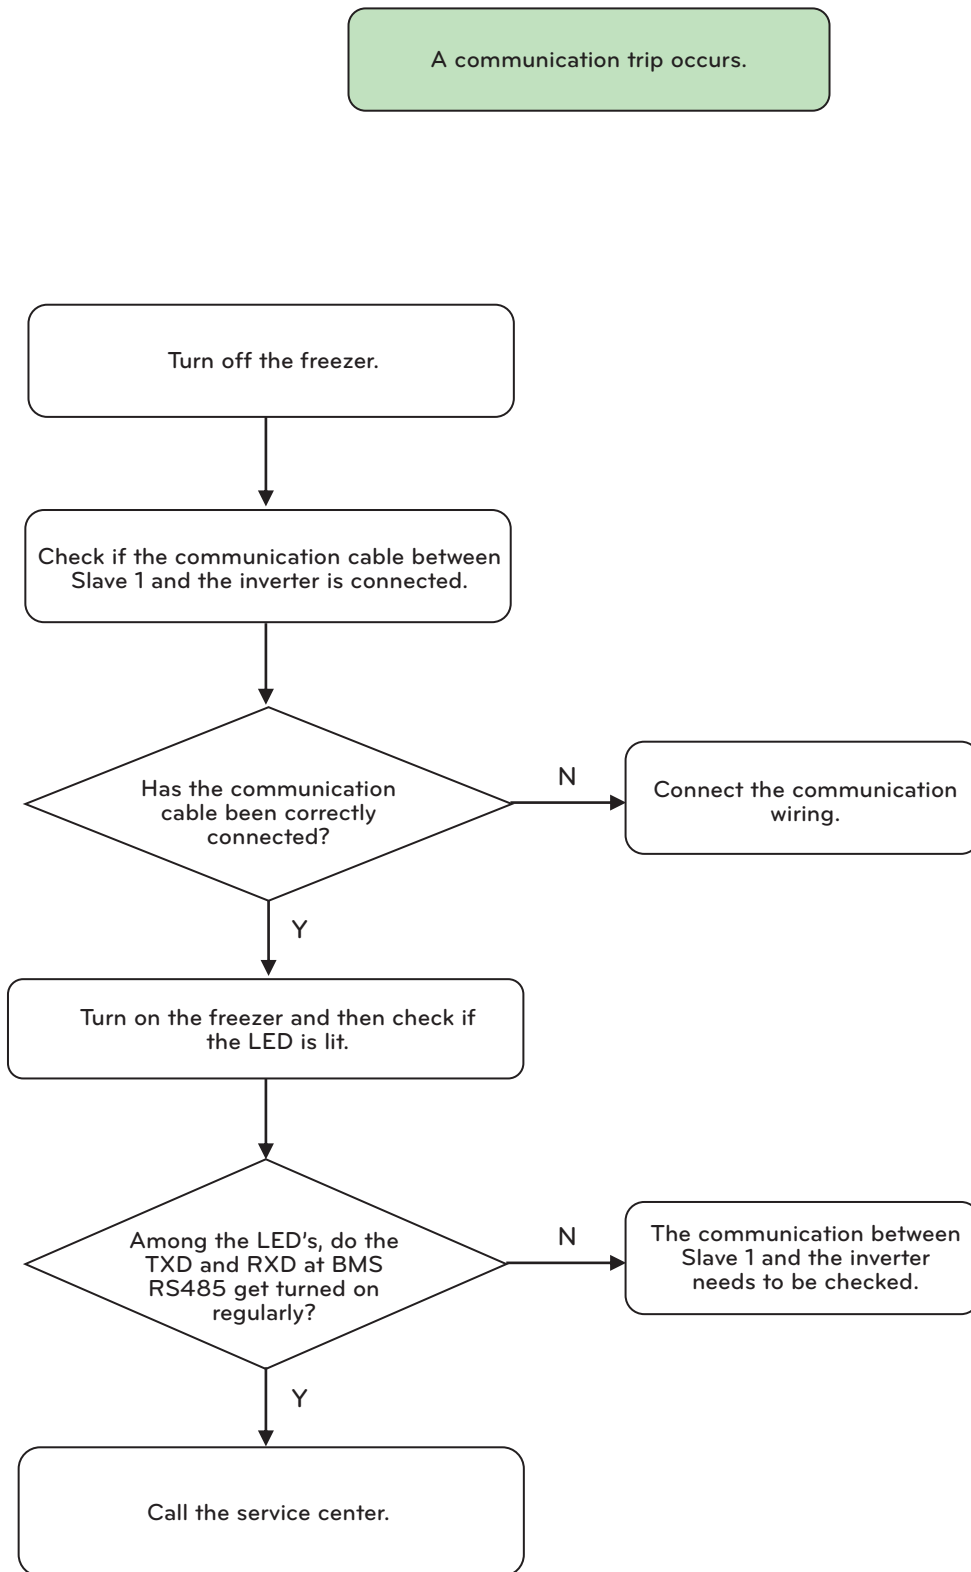 A communication trip occurs.
Turn off the freezer.
Check if the communication cable between
Slave 1 and the inverter is connected.
Has the communication
cable been correctly
connected?
N
Connect the communication
wiring.
Y
Turn on the freezer and then check if
the LED is lit.
Among the LED's, do the
TXD and RXD at BMS
RS485 get turned on
regularly?
N
The communication between
Slave 1 and the inverter
needs to be checked.
Y
Call the service center.